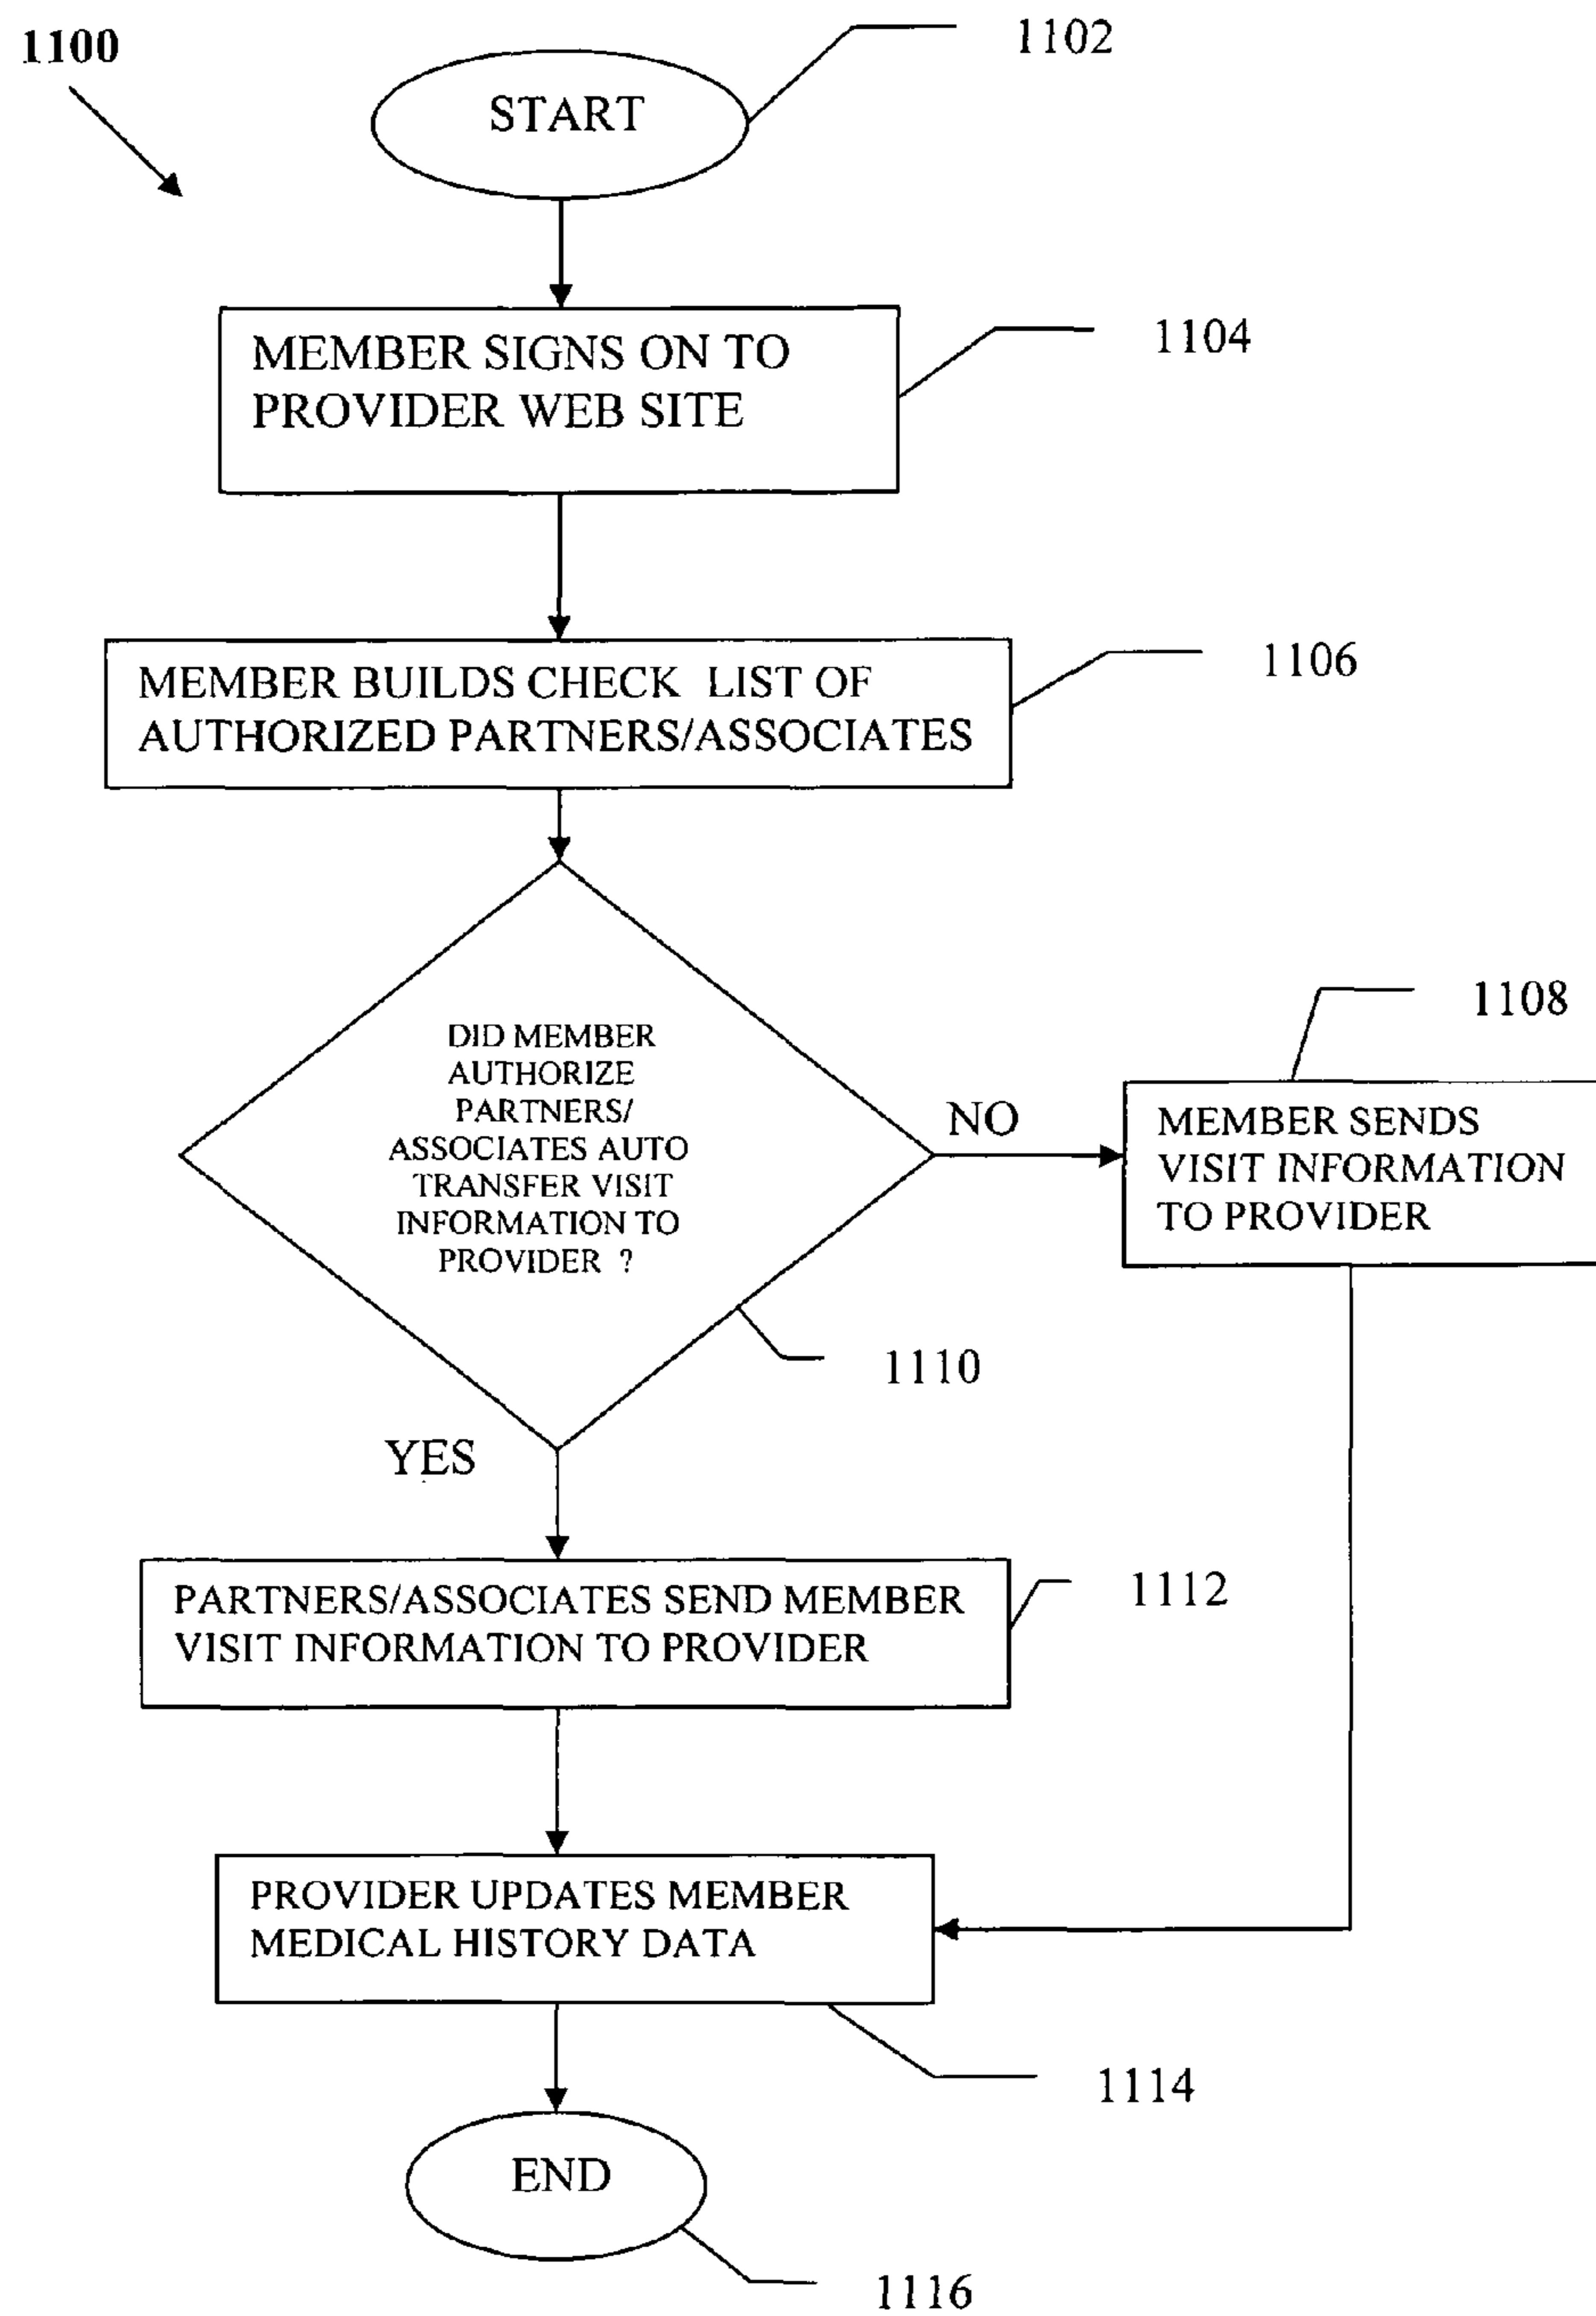 1100
1102
START
MEMBER SIGNS ON TO
PROVIDER WEB SITE
1104
MEMBER BUILDS CHECK LIST OF
AUTHORIZED PARTNERS/ASSOCIATES
1106
DID MEMBER
AUTHORIZE
PARTNERS/
ASSOCIATES AUTO
TRANSFER VISIT
INFORMATION TO
PROVIDER ?
1110
NO
1108
MEMBER SENDS
VISIT INFORMATION
TO PROVIDER
YES
PARTNERS/ASSOCIATES SEND MEMBER
VISIT INFORMATION TO PROVIDER
1112
PROVIDER UPDATES MEMBER
MEDICAL HISTORY DATA
1114
END
1116